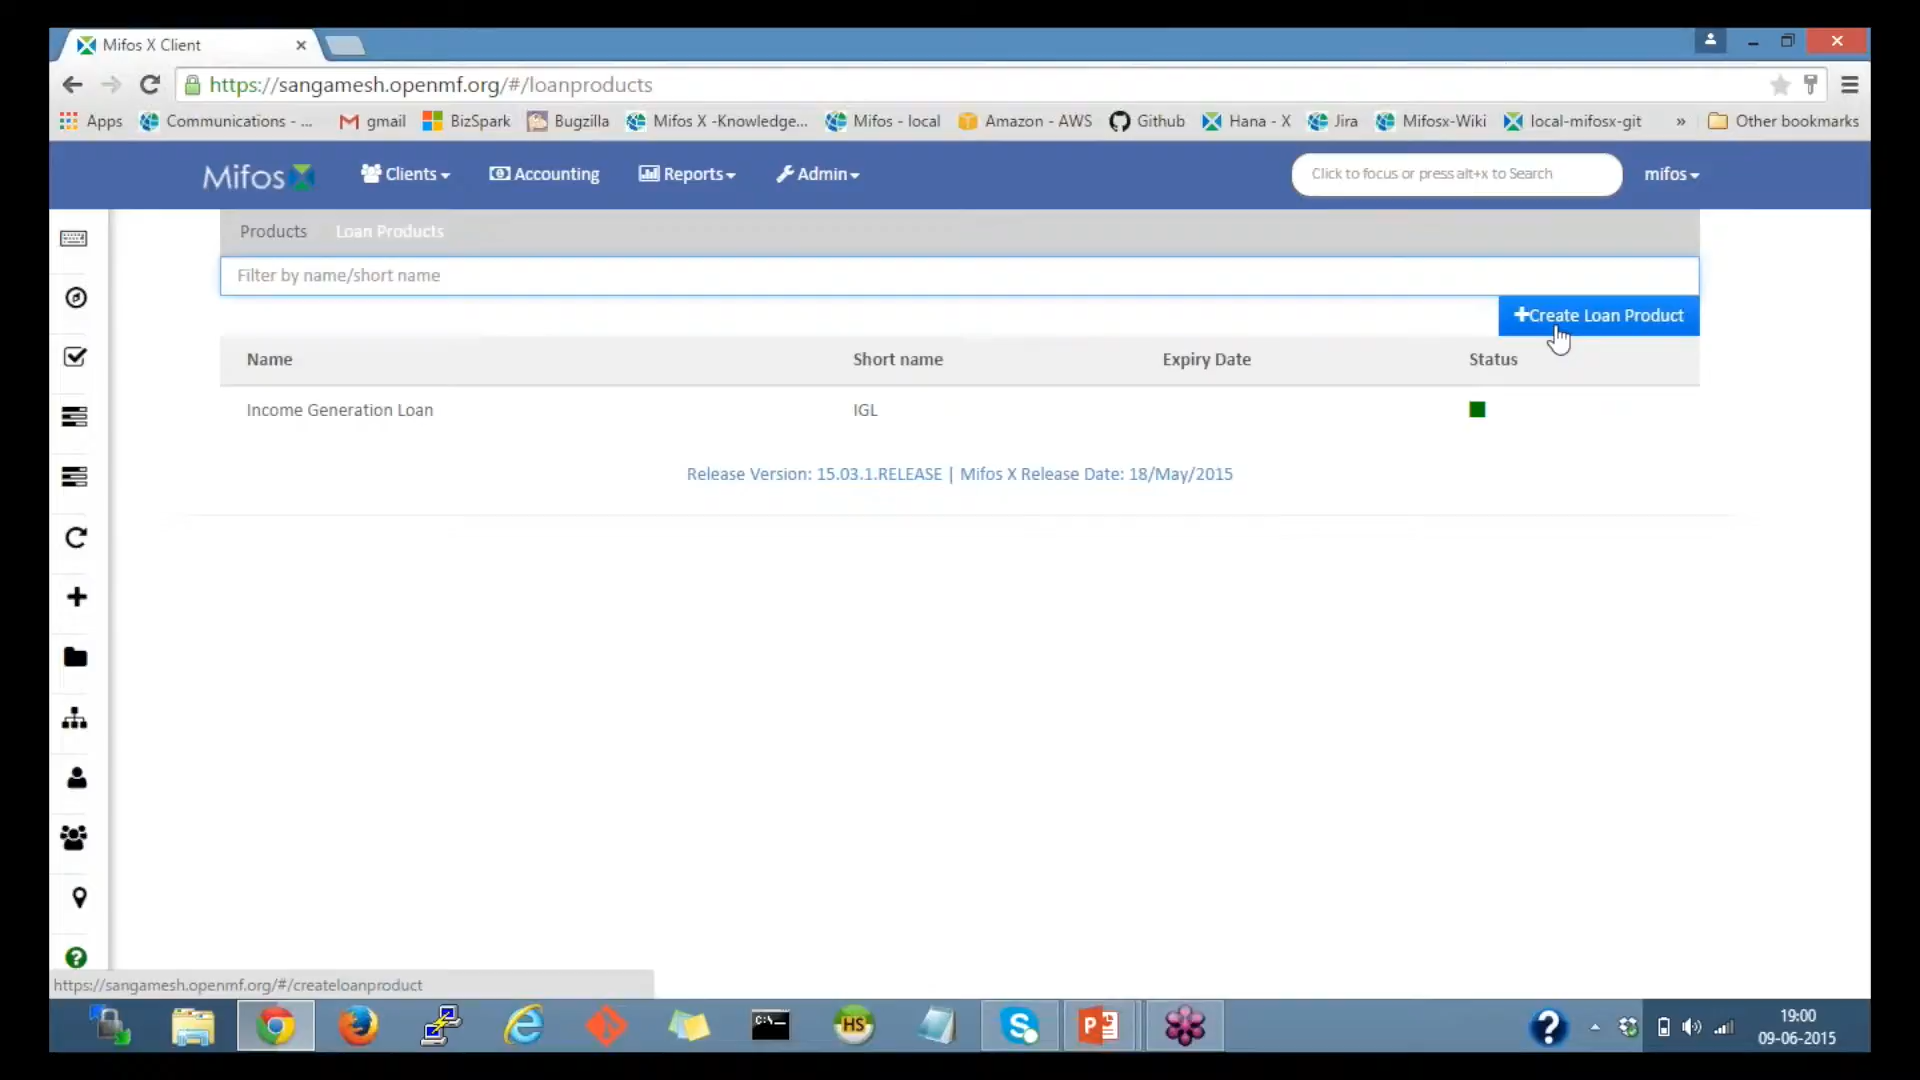 Mifos X Client
https://sangamesh.openmf.org/#/loanproducts
Apps Communications - ... gmail BizSpark Bugzilla Mifos X -Knowledge... Mifos - local Amazon - AWS Github Hana - X Jira Mifosx-Wiki local-mifosx-git » Other bookmarks
Mifos Clients Accounting Reports Admin Click to focus or press alt+x to Search mifos
Products Loan Products
Filter by name/short name
+Create Loan Product
Name Short name Expiry Date Status
Income Generation Loan IGL
Release Version: 15.03.1.RELEASE | Mifos X Release Date: 18/May/2015
https://sangamesh.openmf.org/#/createloanproduct
C:\_ HS S P
19:00
09-06-2015